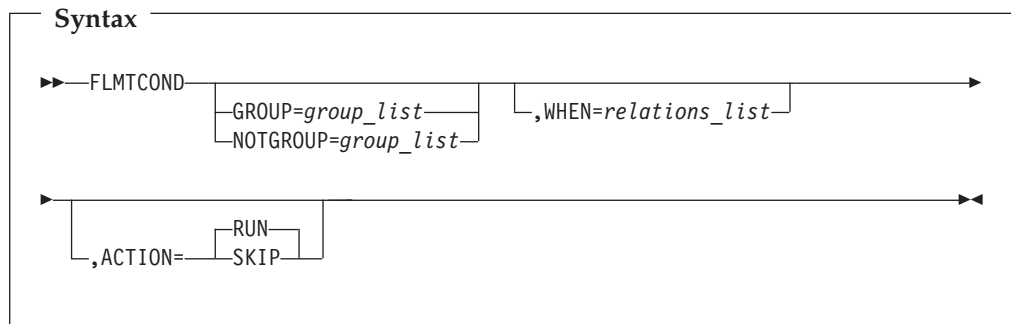 Syntax
FLMTCOND
GROUP=group_list
NOTGROUP=group_list
,WHEN=relations_list
,ACTION=
RUN
SKIP